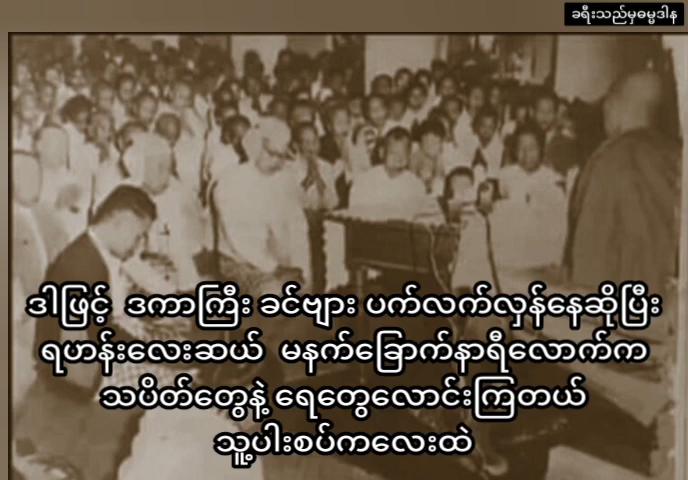 ခရီးသည်မှဓမ္မဒါန
ဒါဖြင့် ဒကာကြီး ခင်ဗျား ပက်လက်လှန်နေဆိုပြီး
ရဟန်းလေးဆယ် မနက်ခြောက်နာရီလောက်က
သပိတ်တွေနဲ့ ရေတွေလောင်းကြတယ်
သူ့ပါးစပ်ကလေးထဲ